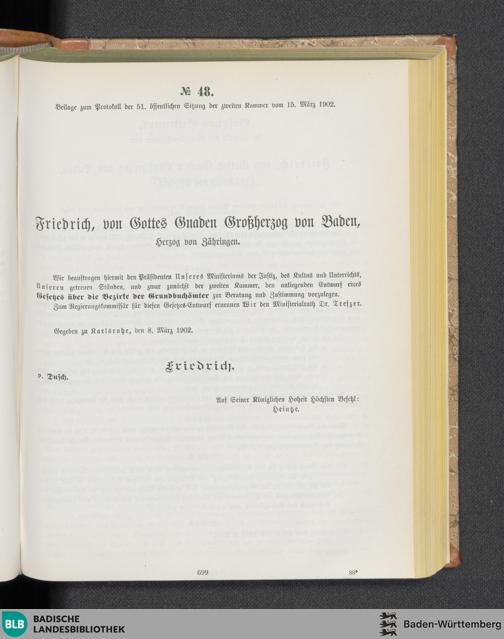 № 48.
Beilage zum Protokoll der 51. öffentlichen Sitzung der zweiten Kammer vom 15. März 1902.
Friedrich, von Gottes Gnaden Großherzog von Baden,
Herzog von Zähringen.
Wir beauftragen hiermit den Präsidenten Unseres Ministeriums der Justiz, des Kultus und Unterrichts,
Unseren getreuen Ständen, und zwar zunächst der zweiten Kammer, den anliegenden Entwurf eines
Gesetzes über die Bezirke der Grundbuchämter zur Beratung und Zustimmung vorzulegen.
Zum Regierungskommissär für diesen Gesetzes-Entwurf ernennen Wir den Ministerialrath Dr. Trefzer.
Gegeben zu Karlsruhe, den 8. März 1902.
Friedrich.
v. Dusch.
Auf Seiner Königlichen Hoheit Höchsten Befehl:
Heintze.
699
88*
BLB
BADISCHE
LANDESBIBLIOTHEK
Baden-Württemberg